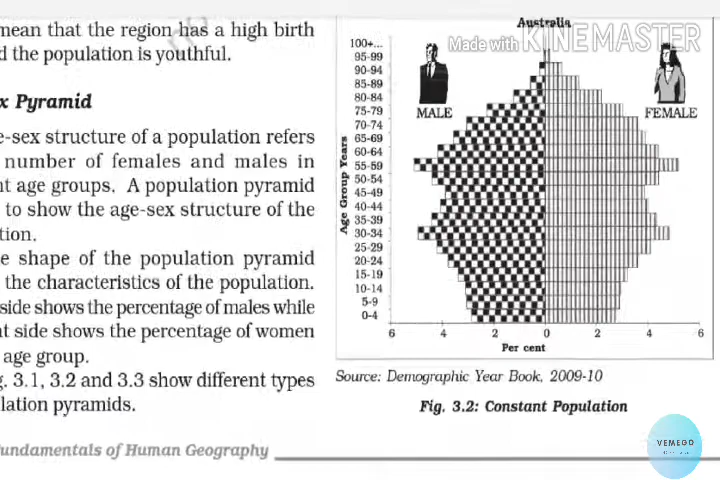 mean that the region has a high birth
d the population is youthful.
x Pyramid
e-sex structure of a population refers
number of females and males in
nt age groups. A population pyramid
to show the age-sex structure of the
tion.
e shape of the population pyramid
the characteristics of the population.
side shows the percentage of males while
nt side shows the percentage of women
age group.
g. 3.1, 3.2 and 3.3 show different types
lation pyramids.
undamentals of Human Geography
Australia
Made with KINEMASTER
MALE
FEMALE
Age Group Years
100+...
95-99
90-94
85-89
80-84
75-79
70-74
65-69
60-64
55-59
50-54
45-49
40-44
35-39
30-34
25-29
20-24
15-19
10-14
5-9
0-4
6 4 2 0 2 4 6
Per cent
Source: Demographic Year Book, 2009-10
Fig. 3.2: Constant Population
VEMEGO